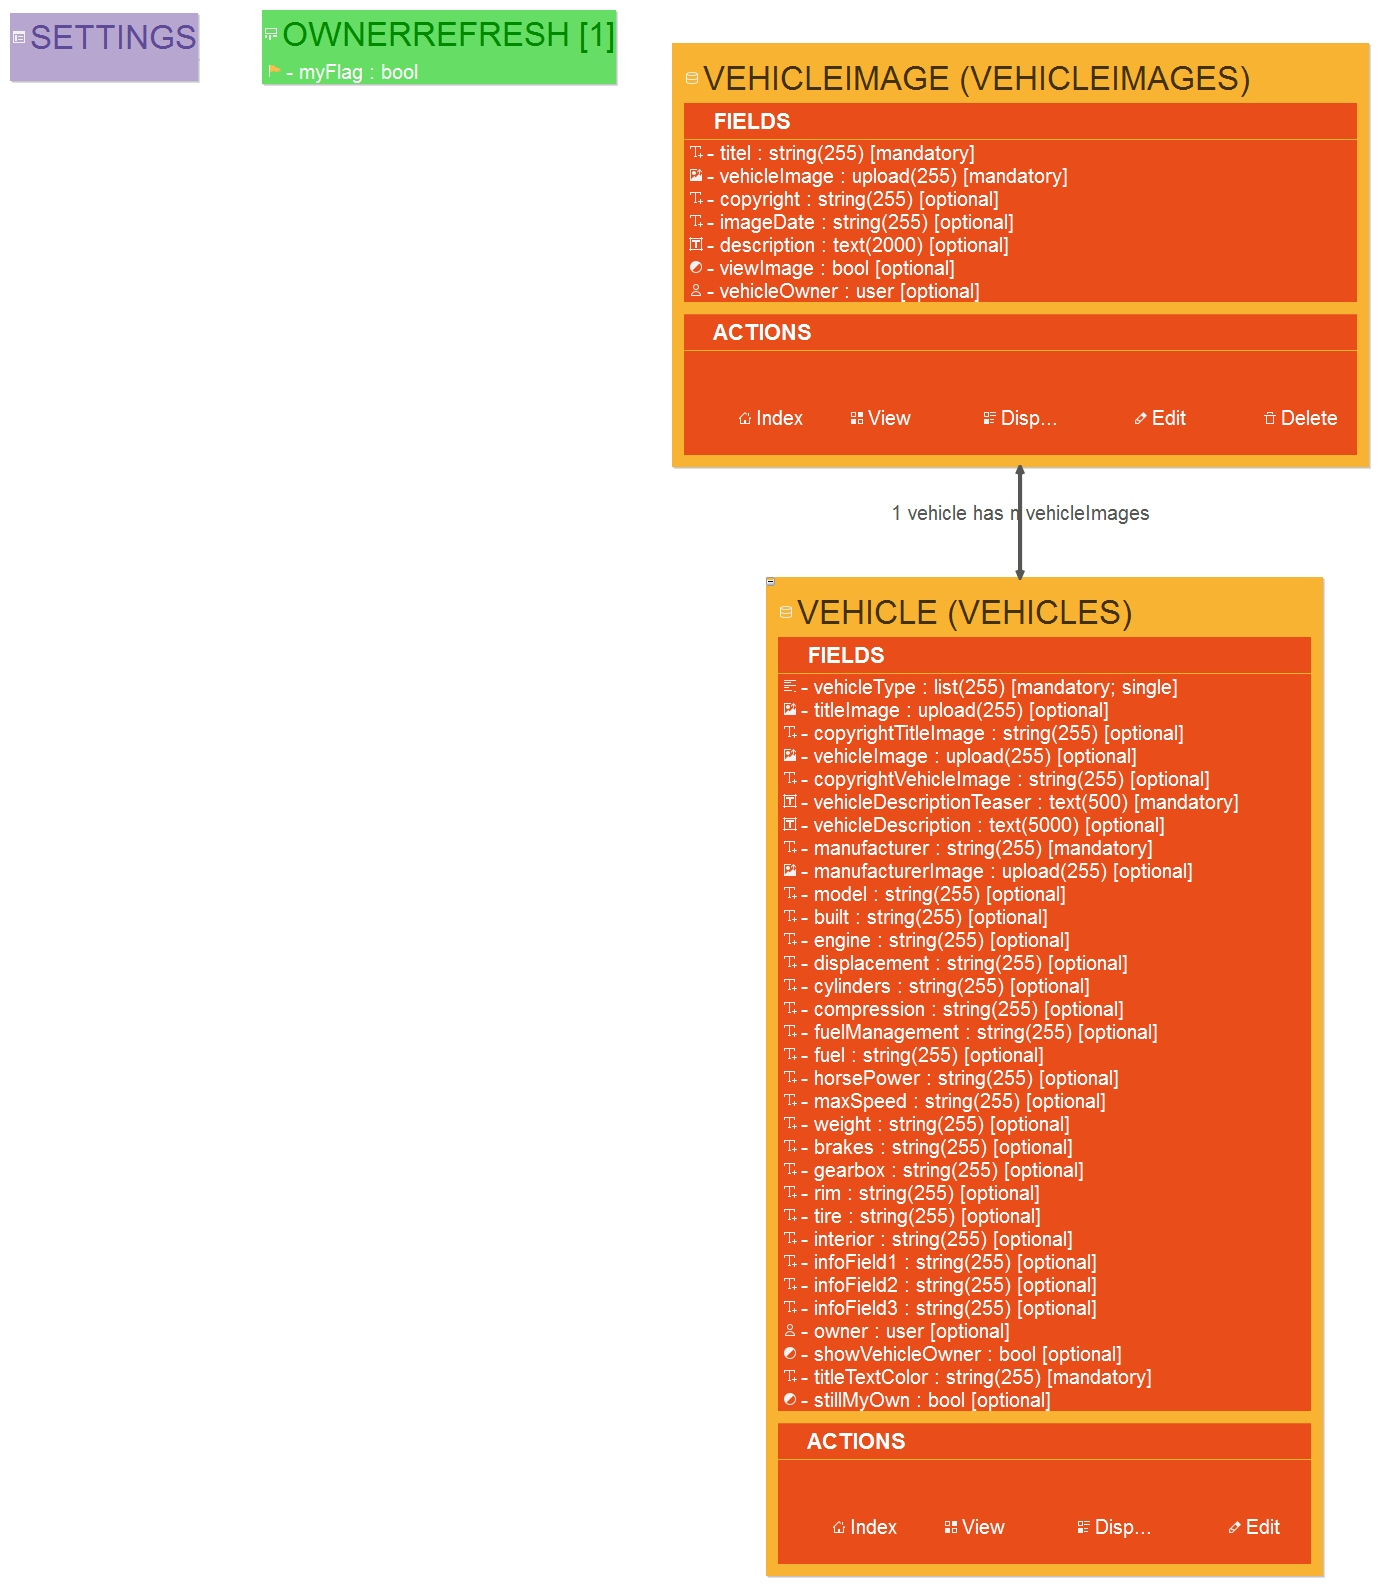 SETTINGS
OWNERREFRESH [1]
- myFlag : bool
VEHICLEIMAGE (VEHICLEIMAGES)
FIELDS
- titel : string(255) [mandatory]
- vehicleImage : upload(255) [mandatory]
- copyright : string(255) [optional]
- imageDate : string(255) [optional]
- description : text(2000) [optional]
- viewImage : bool [optional]
- vehicleOwner : user [optional]
ACTIONS
Index View Disp... Edit Delete
1 vehicle has n vehicleImages
VEHICLE (VEHICLES)
FIELDS
- vehicleType : list(255) [mandatory; single]
- titleImage : upload(255) [optional]
- copyrightTitleImage : string(255) [optional]
- vehicleImage : upload(255) [optional]
- copyrightVehicleImage : string(255) [optional]
- vehicleDescriptionTeaser : text(500) [mandatory]
- vehicleDescription : text(5000) [optional]
- manufacturer : string(255) [mandatory]
- manufacturerImage : upload(255) [optional]
- model : string(255) [optional]
- built : string(255) [optional]
- engine : string(255) [optional]
- displacement : string(255) [optional]
- cylinders : string(255) [optional]
- compression : string(255) [optional]
- fuelManagement : string(255) [optional]
- fuel : string(255) [optional]
- horsePower : string(255) [optional]
- maxSpeed : string(255) [optional]
- weight : string(255) [optional]
- brakes : string(255) [optional]
- gearbox : string(255) [optional]
- rim : string(255) [optional]
- tire : string(255) [optional]
- interior : string(255) [optional]
- infoField1 : string(255) [optional]
- infoField2 : string(255) [optional]
- infoField3 : string(255) [optional]
- owner : user [optional]
- showVehicleOwner : bool [optional]
- titleTextColor : string(255) [mandatory]
- stillMyOwn : bool [optional]
ACTIONS
Index View Disp... Edit